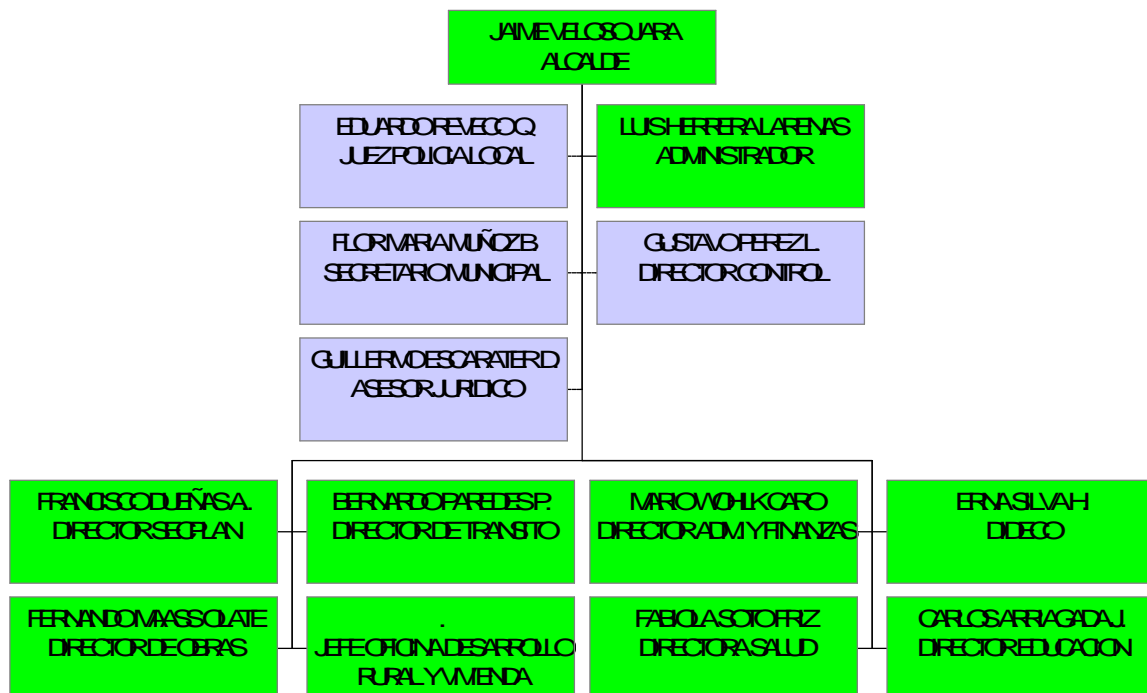 JAIME VELOSO JARA
ALCALDE
EDUARDO REVECO Q.
JUEZ POLICIA LOCAL
LUIS HERRERA LARENAS
ADMINISTRADOR
FLOR MARIA MUÑOZ B.
SECRETARIO MUNICIPAL
GUSTAVO PEREZ L.
DIRECTOR CONTROL
GUILLERMO ESCARATE R D.
ASESOR JURIDICO
FRANCISCO DUEÑAS A.
DIRECTOR SECPLAN
BERNARDO PAREDES P.
DIRECTOR DE TRANSITO
MARIO WOHLK CARO
DIRECTOR ADM. Y FINANZAS
ERNA SILVA H.
DIDECO
FERNANDO MAASS OLATE
DIRECTOR DE OBRAS
.
JEFE OFICINA DESARROLLO
RURAL Y VIVIENDA
FABIOLA SOTO FRIZ
DIRECTORA SALUD
CARLOS ARRIAGADA J.
DIRECTOR EDUCACION